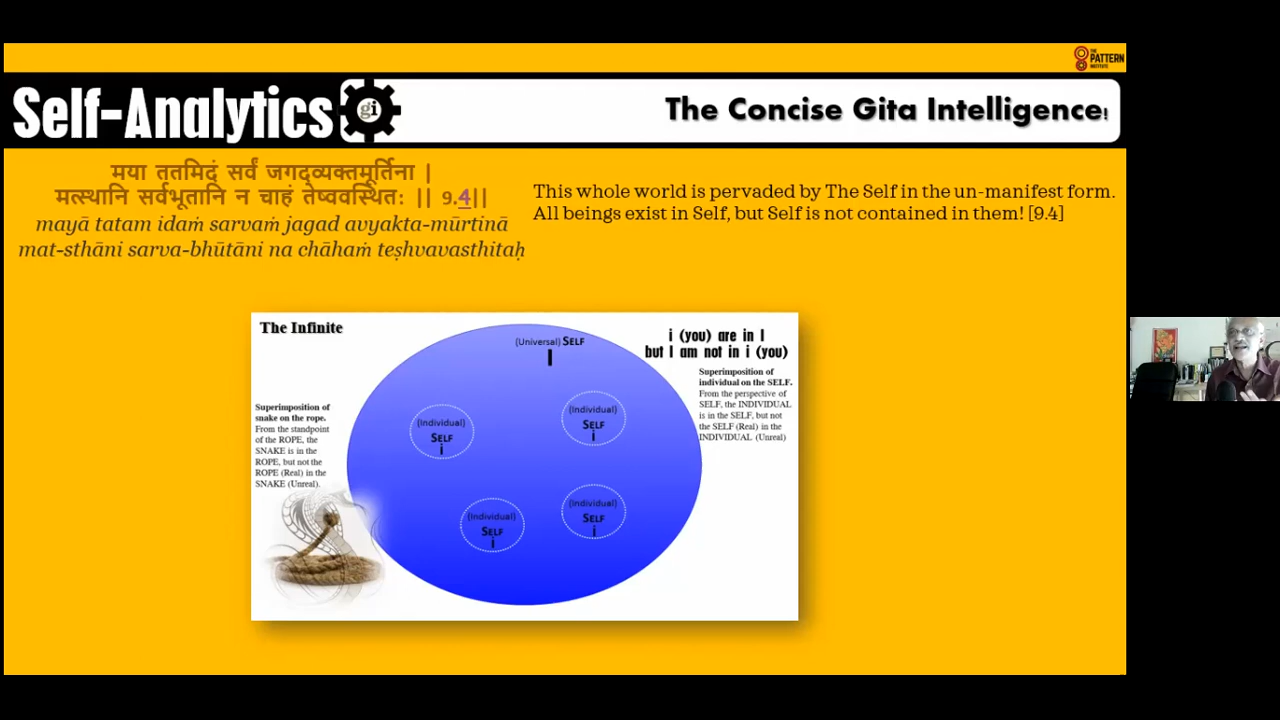 THE
PATTERN
INSTITUTE
Self-Analytics
gi
The Concise Gita Intelligence!
मया ततमिदं सर्वं जगदव्यक्तमूर्तिना |
मत्स्थानि सर्वभूतानि न चाहं तेष्ववस्थितः || 9.4||
mayā tatam idaṁ sarvaṁ jagad avyakta-mūrtinā
mat-sthāni sarva-bhūtāni na chāhaṁ teṣhvavasthitaḥ
This whole world is pervaded by The Self in the un-manifest form.
All beings exist in Self, but Self is not contained in them! [9.4]
The Infinite
(Universal) SELF
I
i (you) are in I
but I am not in i (you)
Superimposition of
individual on the SELF.
From the perspective of
SELF, the INDIVIDUAL
is in the SELF, but not
the SELF (Real) in the
INDIVIDUAL (Unreal)
Superimposition of
snake on the rope.
From the standpoint
of the ROPE, the
SNAKE is in the
ROPE, but not the
ROPE (Real) in the
SNAKE (Unreal).
(Individual)
SELF
i
(Individual)
SELF
i
(Individual)
SELF
i
(Individual)
SELF
i